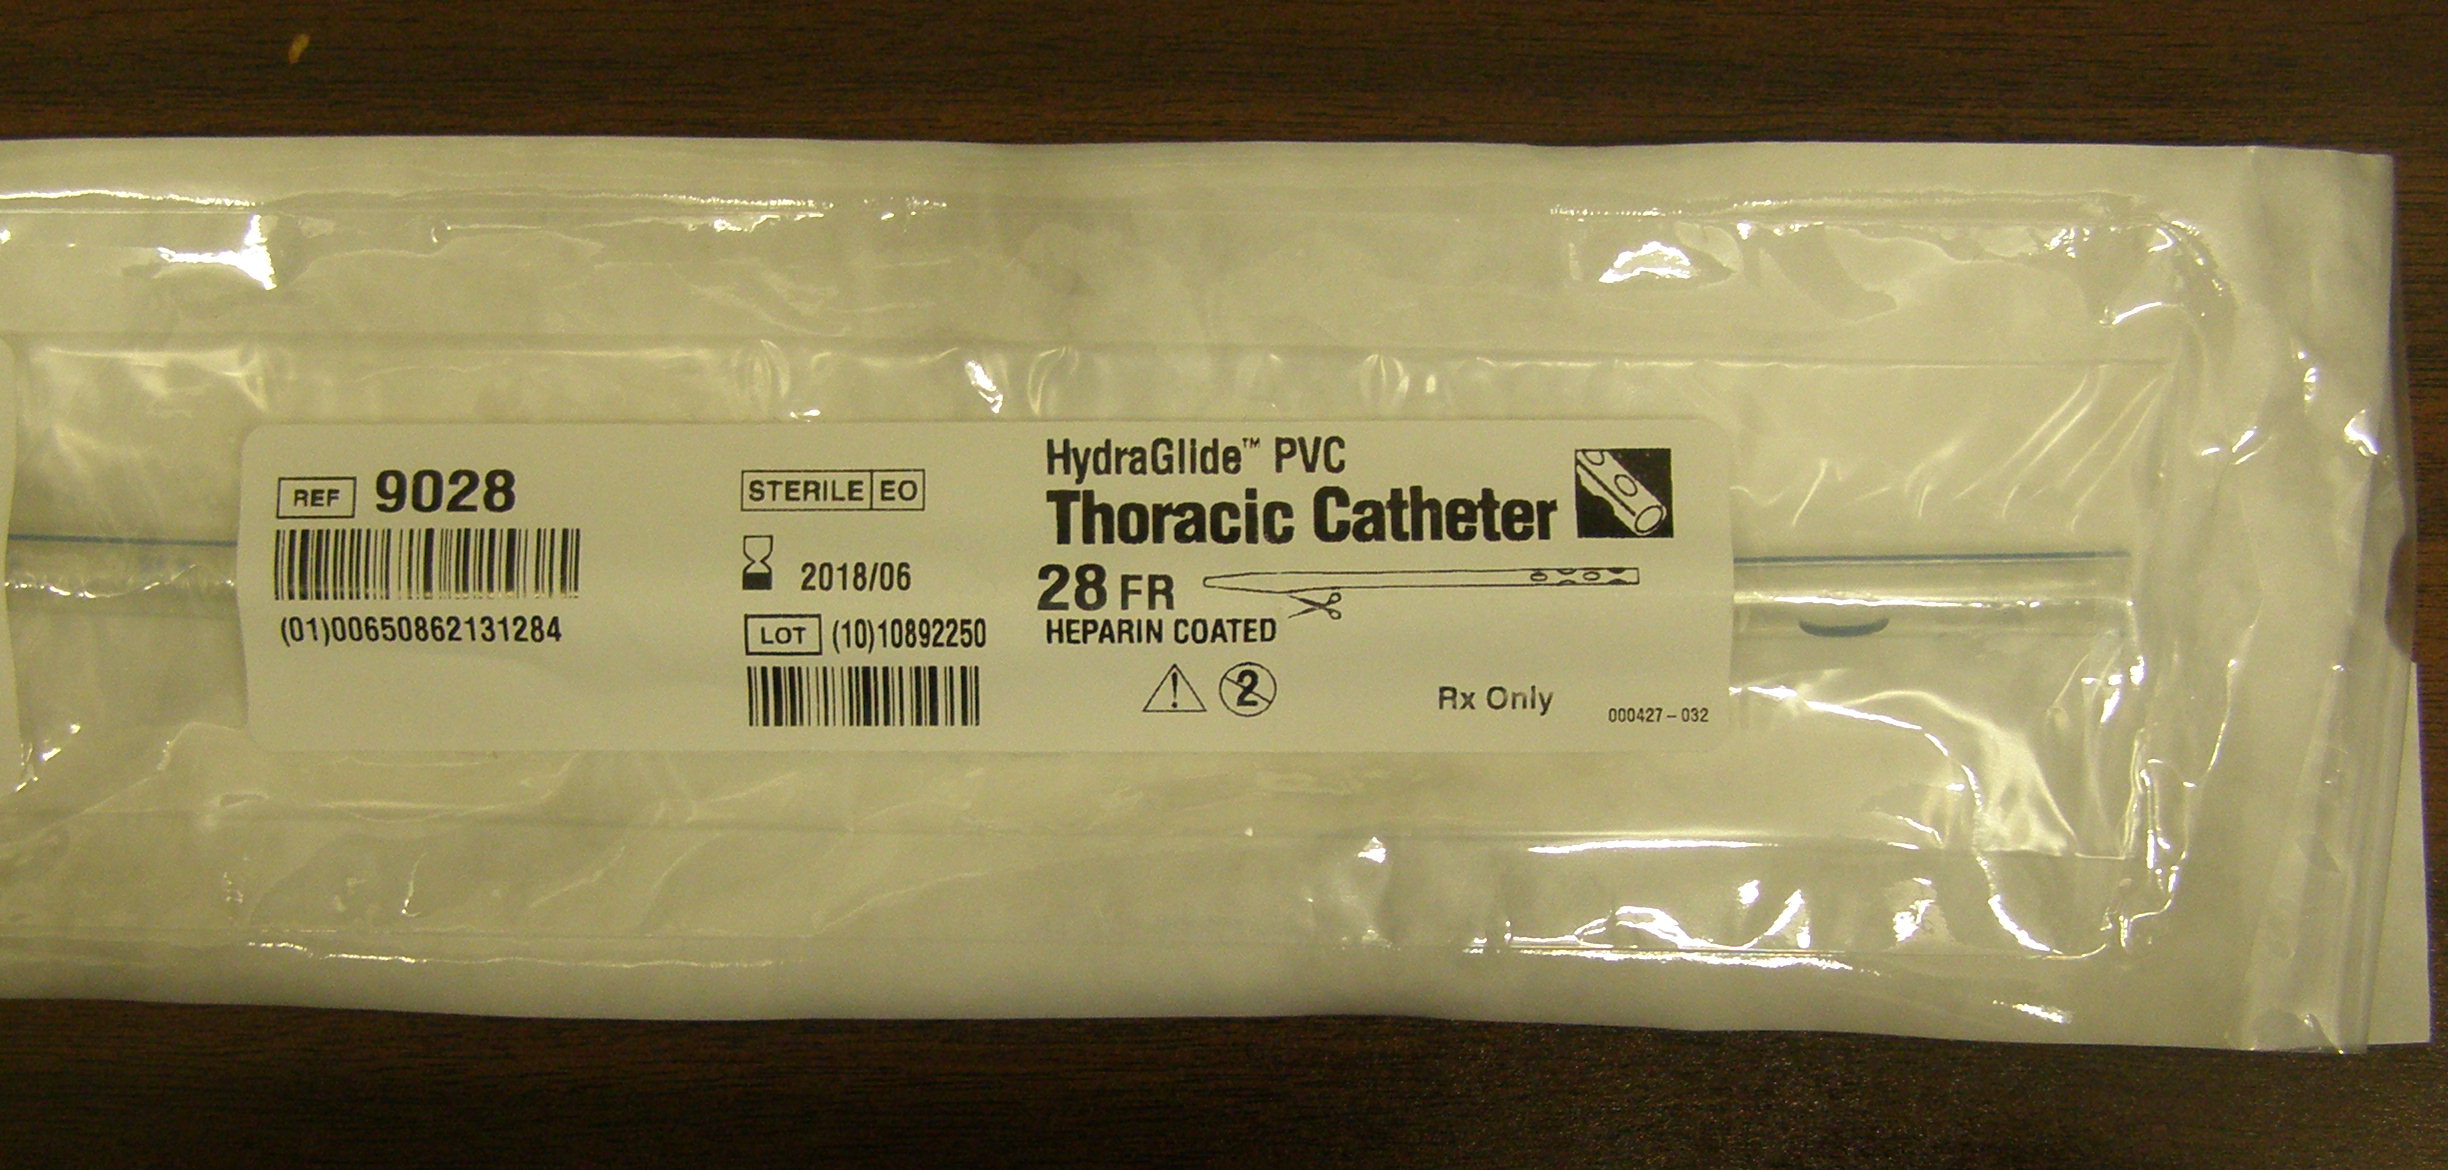 REF 9028
(01)00650862131284
STERILE EO
2018/06
LOT (10)10892250
HydraGlide™ PVC
Thoracic Catheter
28 FR
HEPARIN COATED
! 2
Rx Only
000427-032